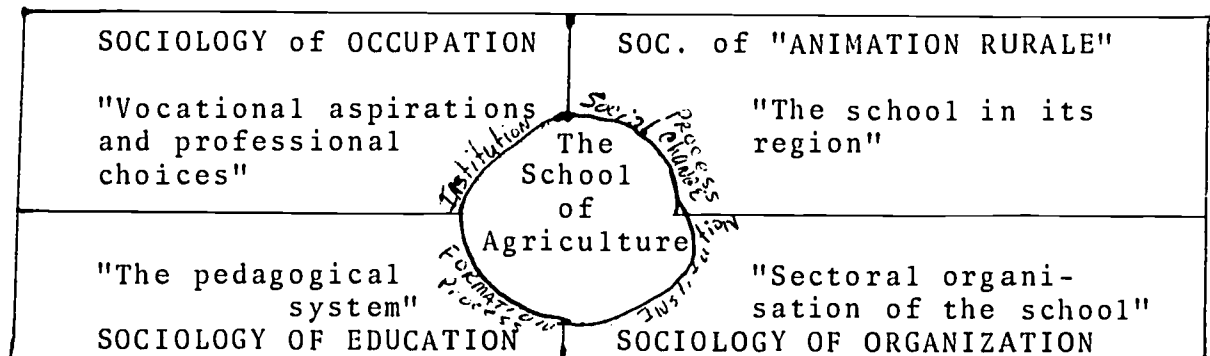 SOCIOLOGY of OCCUPATION
"Vocational aspirations
and professional
choices"
SOC. of "ANIMATION RURALE"
"The school in its
region"
Institution
Social Change
PROCESS
The
School
of
Agriculture
FORMATION
Process
Institution
"The pedagogical
system"
SOCIOLOGY OF EDUCATION
"Sectoral organi-
sation of the school"
SOCIOLOGY OF ORGANIZATION